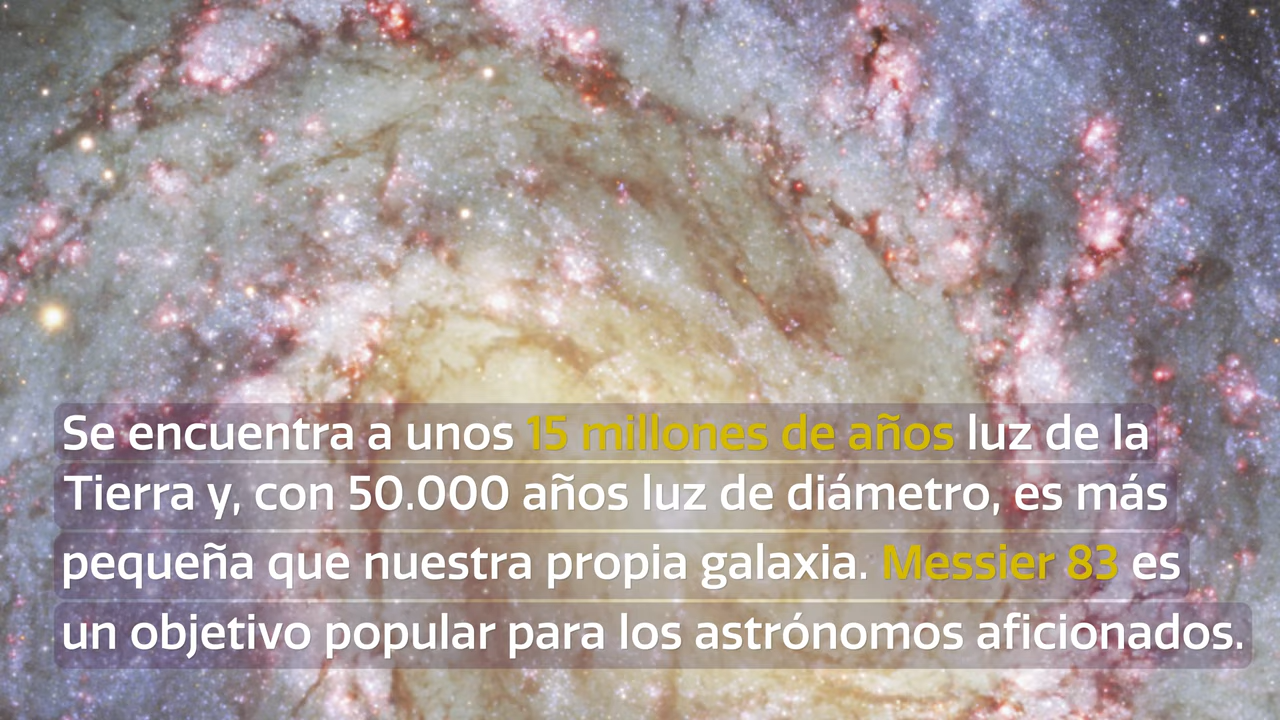 Se encuentra a unos 15 millones de años luz de la
Tierra y, con 50.000 años luz de diámetro, es más
pequeña que nuestra propia galaxia. Messier 83 es
un objetivo popular para los astrónomos aficionados.